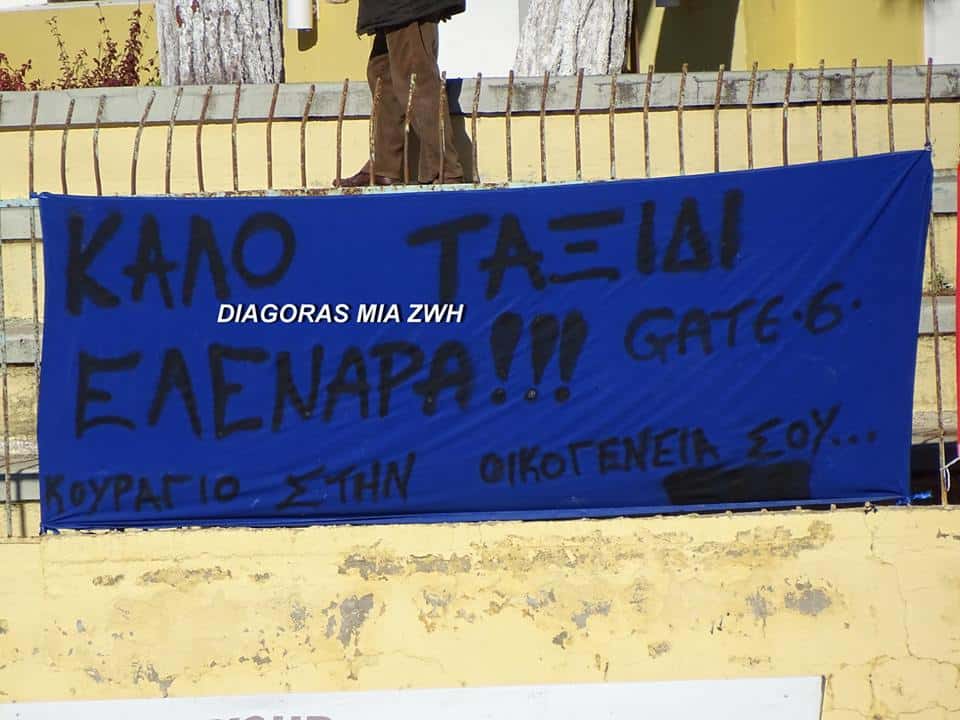 ΚΑΛΟ ΤΑΞΙΔΙ
DIAGORAS MIA ZWH
ΕΛΕΝΑΡΑ!!! GATE.6.
ΚΟΥΡΑΓΙΟ ΣΤΗΝ ΟΙΚΟΓΕΝΕΙΑ ΣΟΥ...